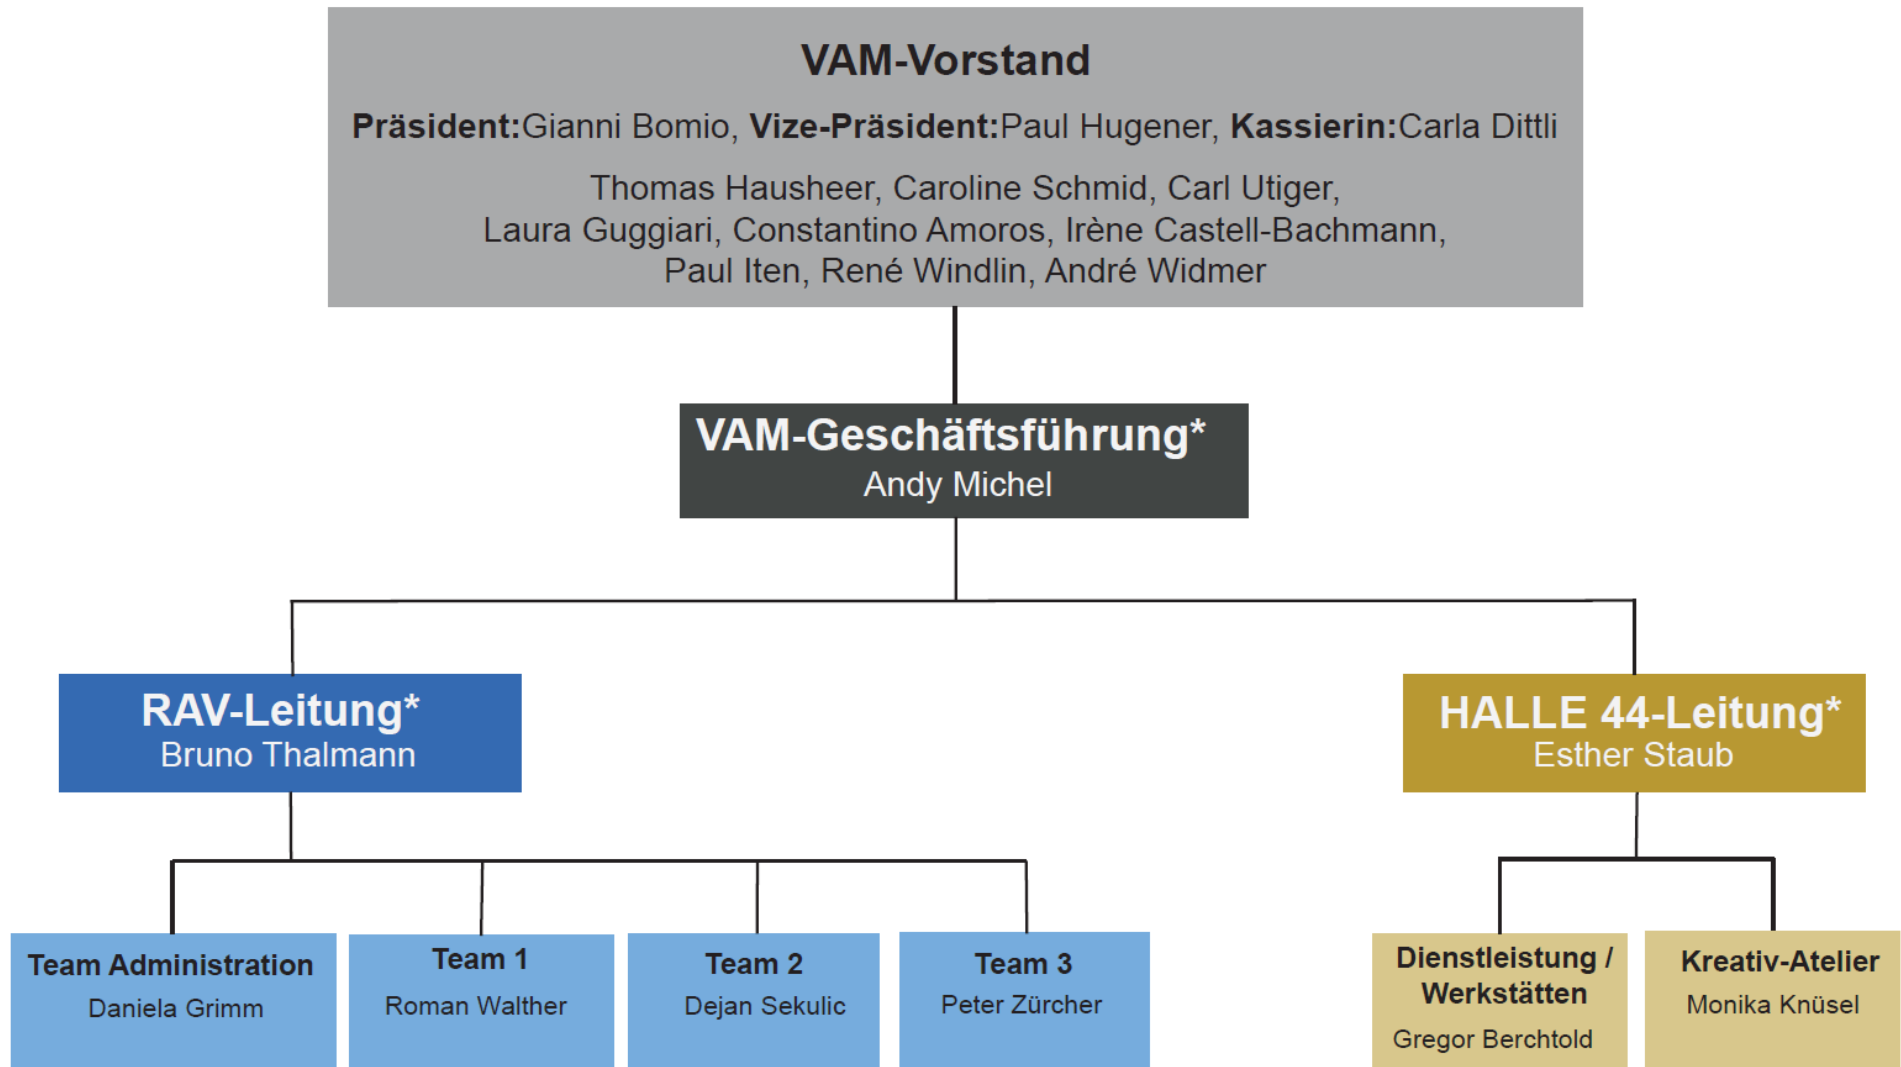 VAM-Vorstand
Präsident:Gianni Bomio, Vize-Präsident:Paul Hugener, Kassierin:Carla Dittli
Thomas Hausheer, Caroline Schmid, Carl Utiger,
Laura Guggiari, Constantino Amoros, Irène Castell-Bachmann,
Paul Iten, René Windlin, André Widmer
VAM-Geschäftsführung*
Andy Michel
RAV-Leitung*
Bruno Thalmann
HALLE 44-Leitung*
Esther Staub
Team Administration
Daniela Grimm
Team 1
Roman Walther
Team 2
Dejan Sekulic
Team 3
Peter Zürcher
Dienstleistung /
Werkstätten
Gregor Berchtold
Kreativ-Atelier
Monika Knüsel